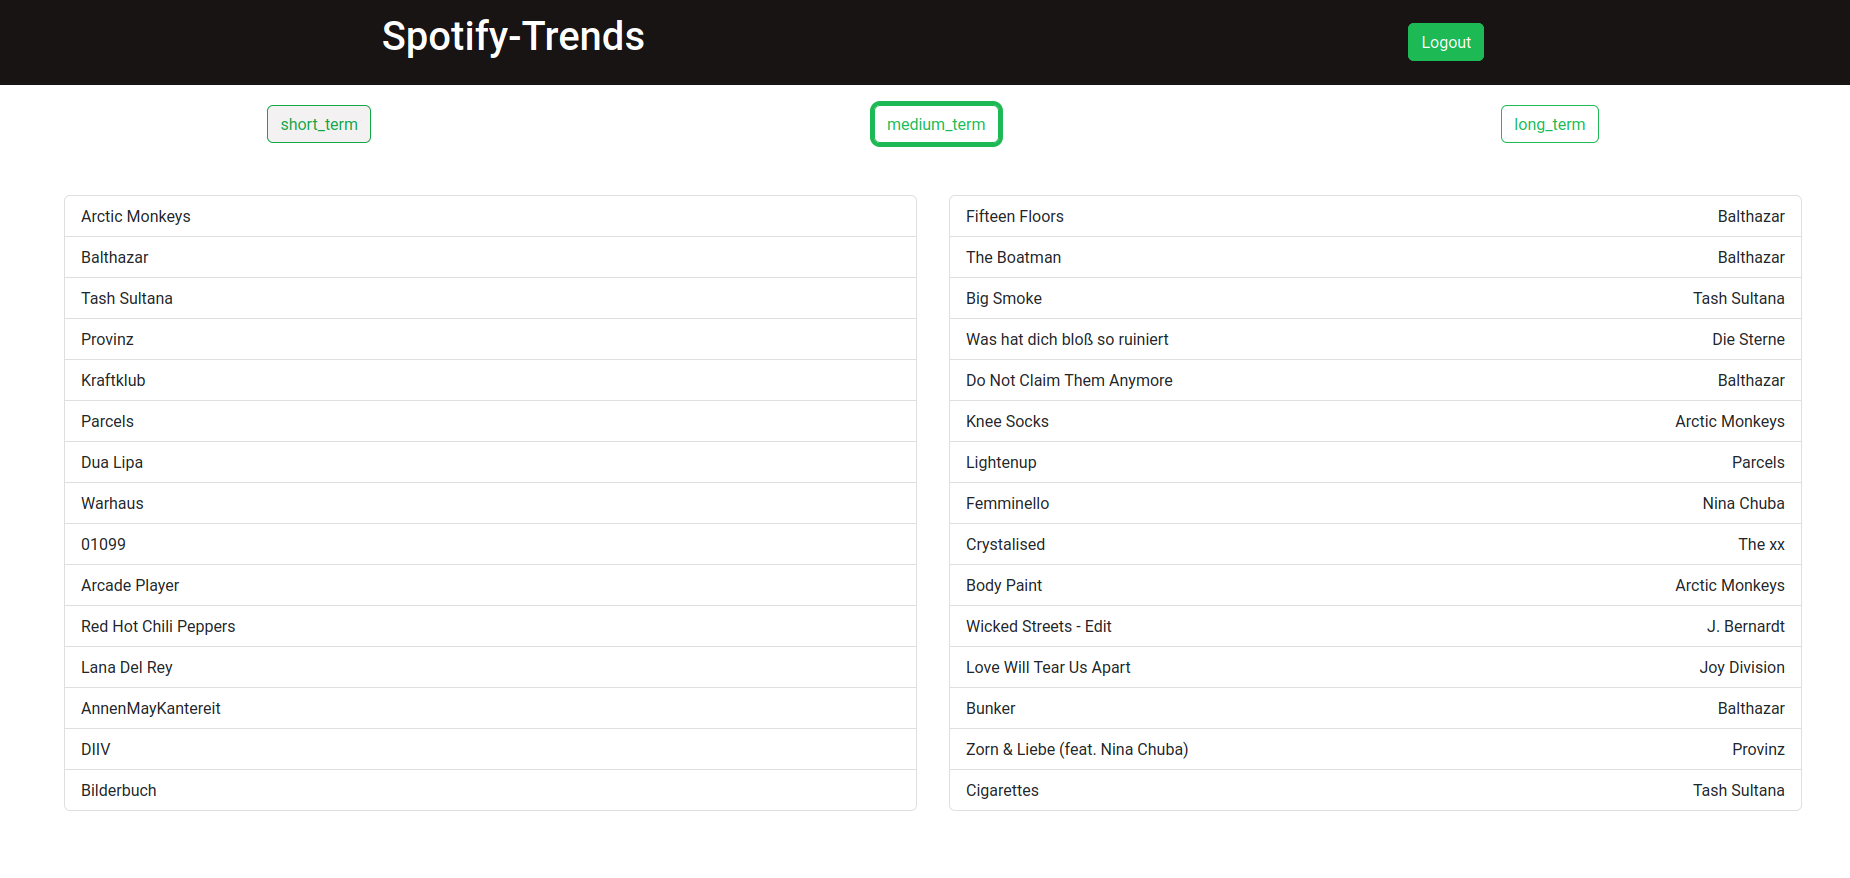 Spotify-Trends
Logout
short_term
medium_term
long_term
Arctic Monkeys
Balthazar
Tash Sultana
Provinz
Kraftklub
Parcels
Dua Lipa
Warhaus
01099
Arcade Player
Red Hot Chili Peppers
Lana Del Rey
AnnenMayKantereit
DIIV
Bilderbuch
Fifteen Floors Balthazar
The Boatman Balthazar
Big Smoke Tash Sultana
Was hat dich bloß so ruiniert Die Sterne
Do Not Claim Them Anymore Balthazar
Knee Socks Arctic Monkeys
Lightenup Parcels
Femminello Nina Chuba
Crystalised The xx
Body Paint Arctic Monkeys
Wicked Streets - Edit J. Bernardt
Love Will Tear Us Apart Joy Division
Bunker Balthazar
Zorn & Liebe (feat. Nina Chuba) Provinz
Cigarettes Tash Sultana